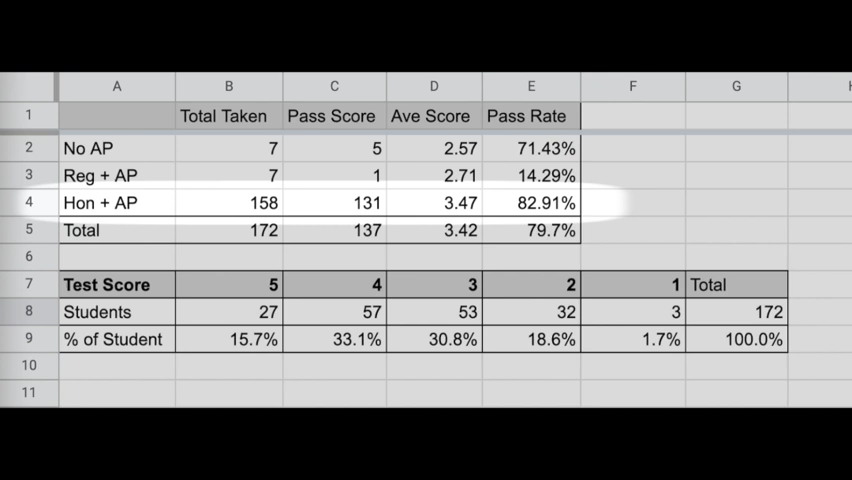 A B C D E F G
1 Total Taken Pass Score Ave Score Pass Rate
2 No AP 7 5 2.57 71.43%
3 Reg + AP 7 1 2.71 14.29%
4 Hon + AP 158 131 3.47 82.91%
5 Total 172 137 3.42 79.7%
6
7 Test Score 5 4 3 2 1 Total
8 Students 27 57 53 32 3 172
9 % of Student 15.7% 33.1% 30.8% 18.6% 1.7% 100.0%
10
11